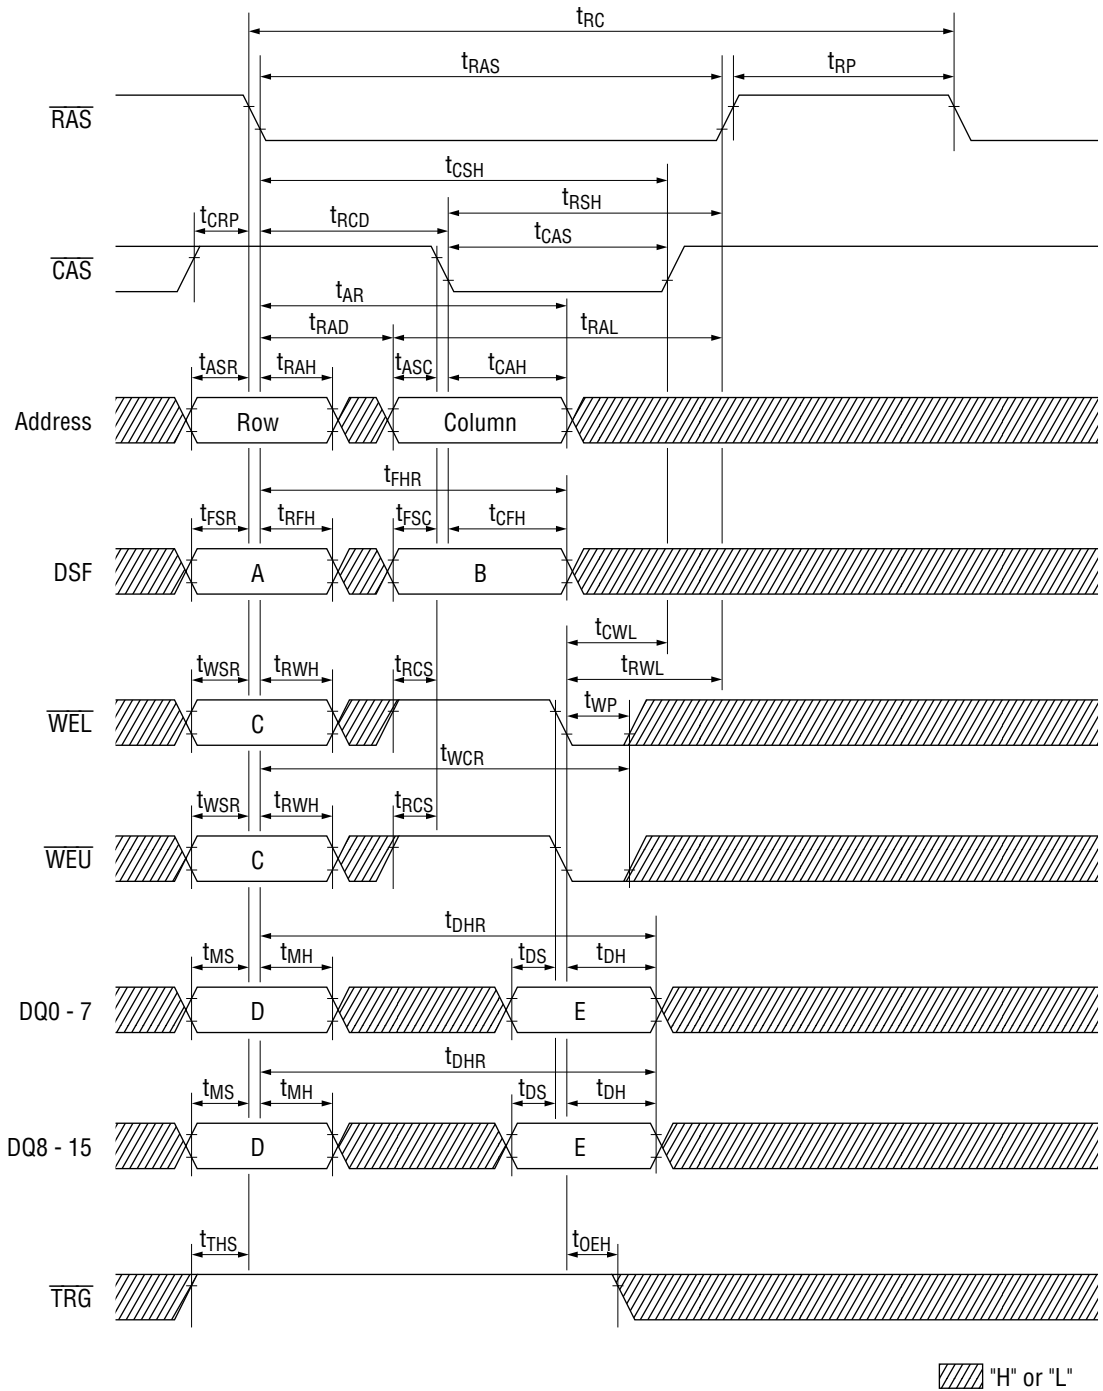 tRC
tRAS tRP
RAS
tCSH
tRSH
tCRP tRCD
tCAS
CAS
tAR
tRAD tRAL
tASR tRAH tASC tCAH
Address Row Column
tFHR
tFSR tRFH tFSC tCFH
DSF A B
tCWL
tWSR tRWH tRCS tRWL
tWP
WEL C
tWCR
tWSR tRWH tRCS
WEU C
tDHR
tMS tMH tDS tDH
DQ0 - 7 D E
tDHR
tMS tMH tDS tDH
DQ8 - 15 D E
tTHS tOEH
TRG
"H" or "L"